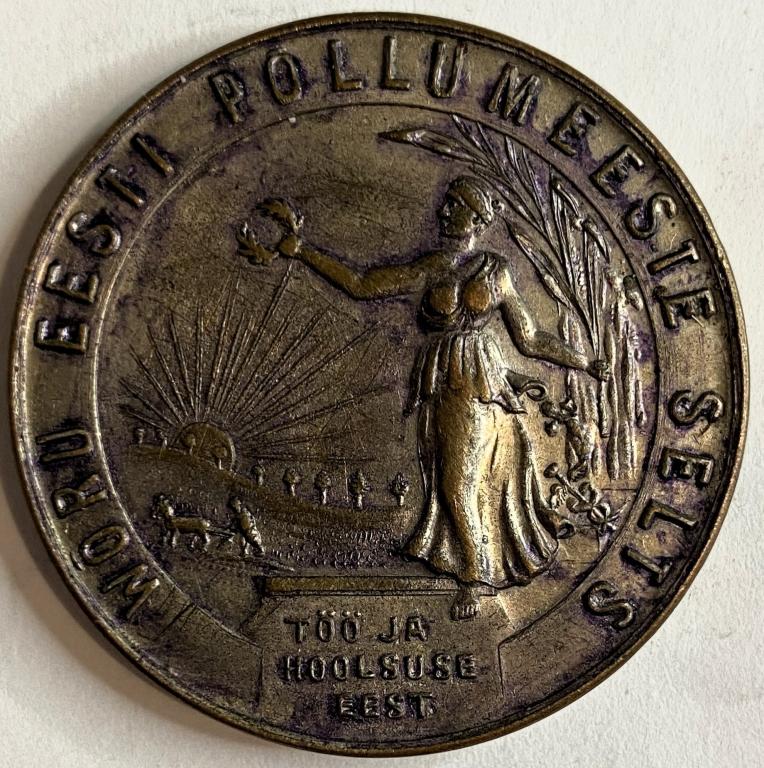 WÕRU EESTI PÕLLUMEESTE SELTS
TÖÖ JA
HOOLSUSE
EEST.